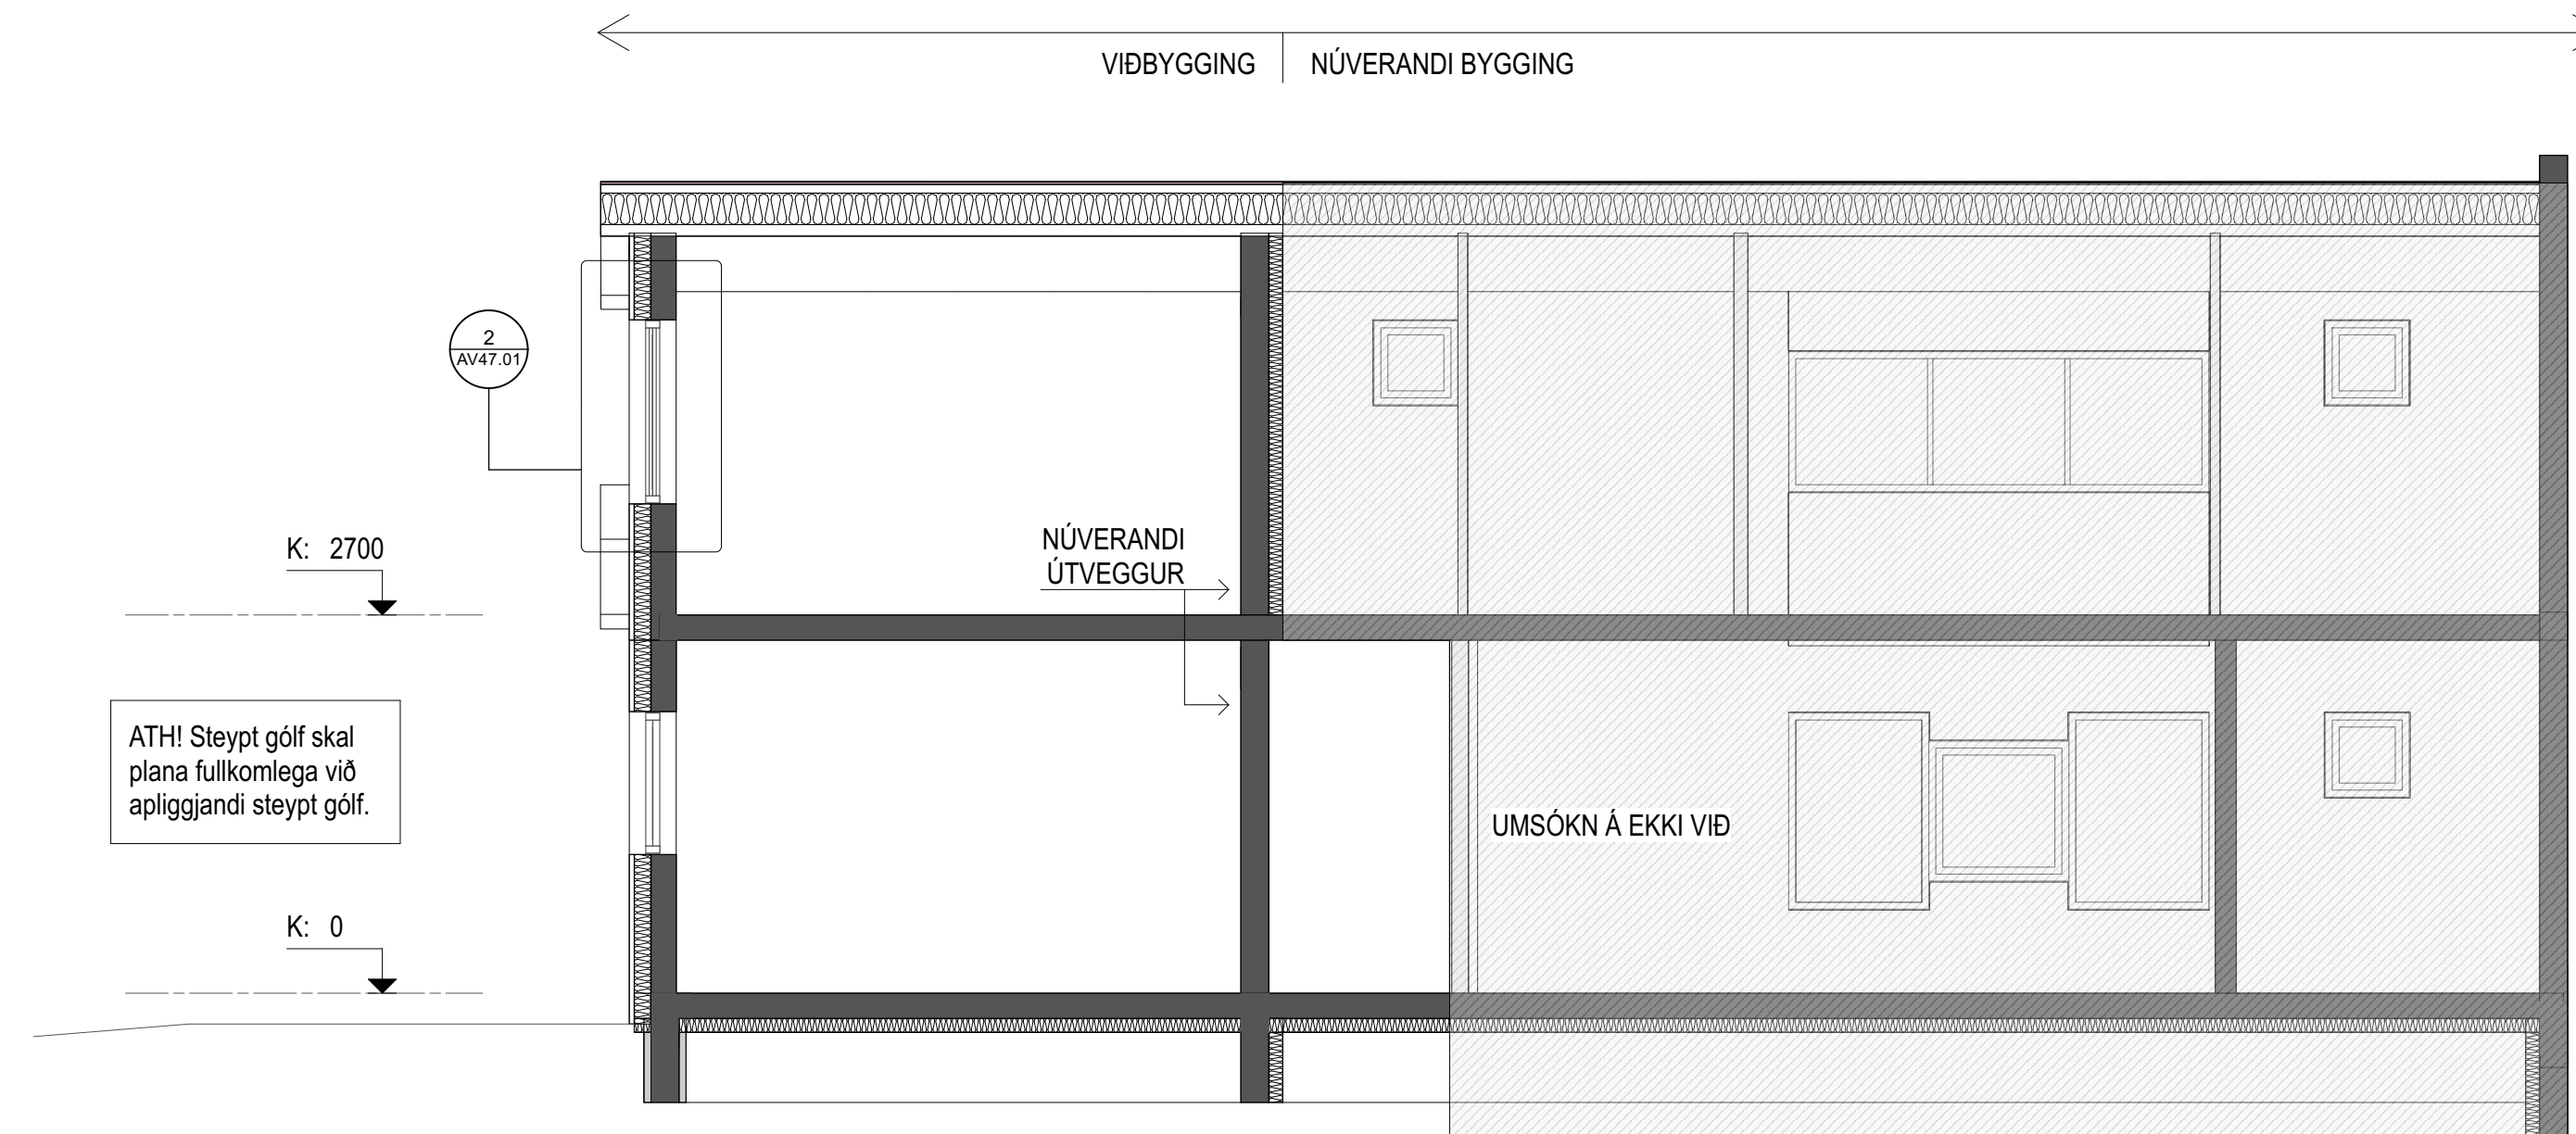 VIÐBYGGING
NÚVERANDI BYGGING
2
AV47.01
K: 2700
NÚVERANDI
ÚTVEGGUR
ATH! Steypt gólf skal
plana fullkomlega við
apliggjandi steypt gólf.
UMSÓKN Á EKKI VIÐ
K: 0